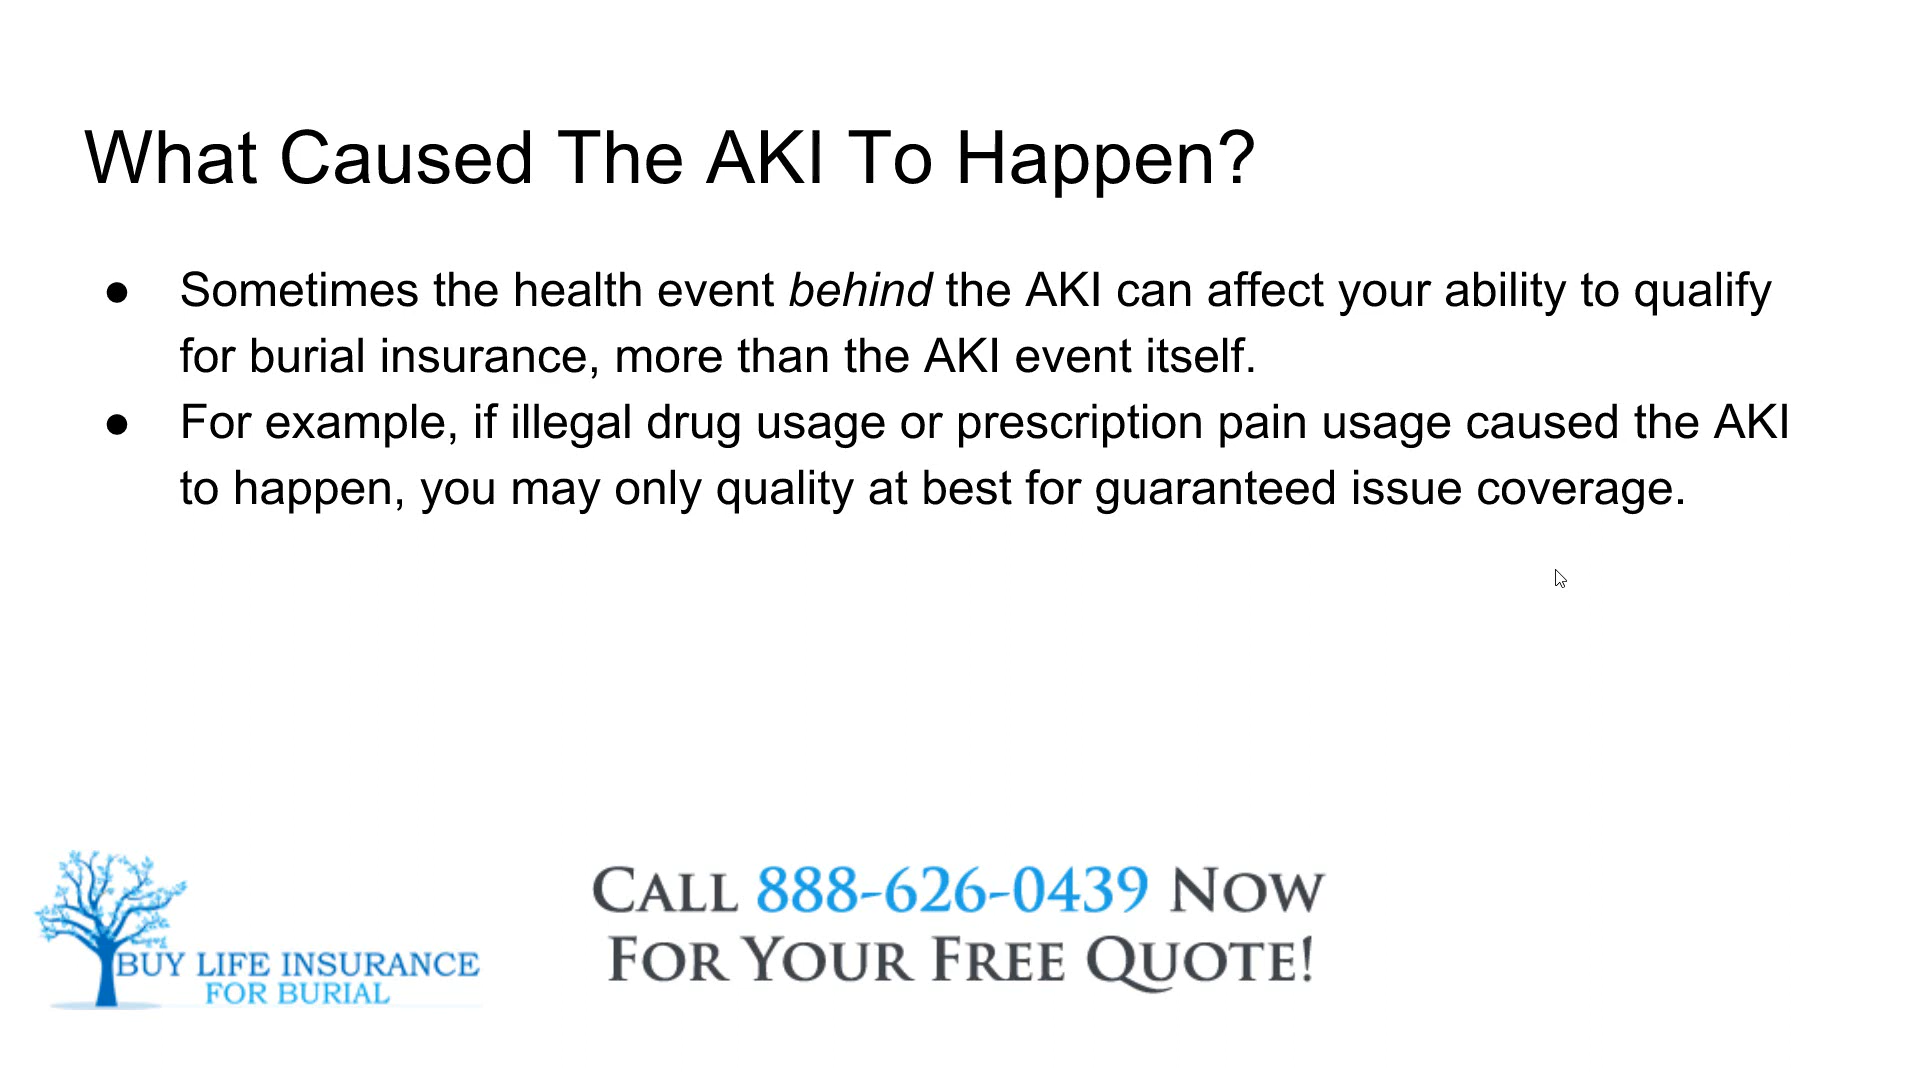 What Caused The AKI To Happen?
● Sometimes the health event behind the AKI can affect your ability to qualify
for burial insurance, more than the AKI event itself.
● For example, if illegal drug usage or prescription pain usage caused the AKI
to happen, you may only quality at best for guaranteed issue coverage.
BUY LIFE INSURANCE
FOR BURIAL
CALL 888-626-0439 NOW
FOR YOUR FREE QUOTE!